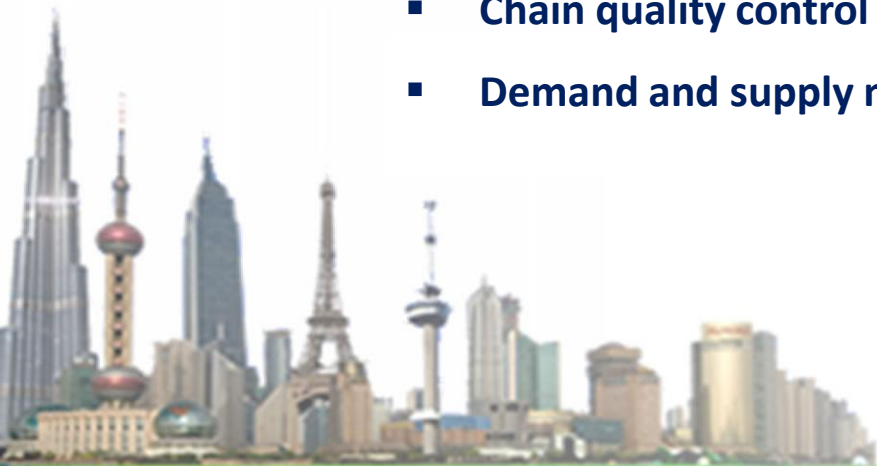 ▪ Chain quality control
▪ Demand and supply